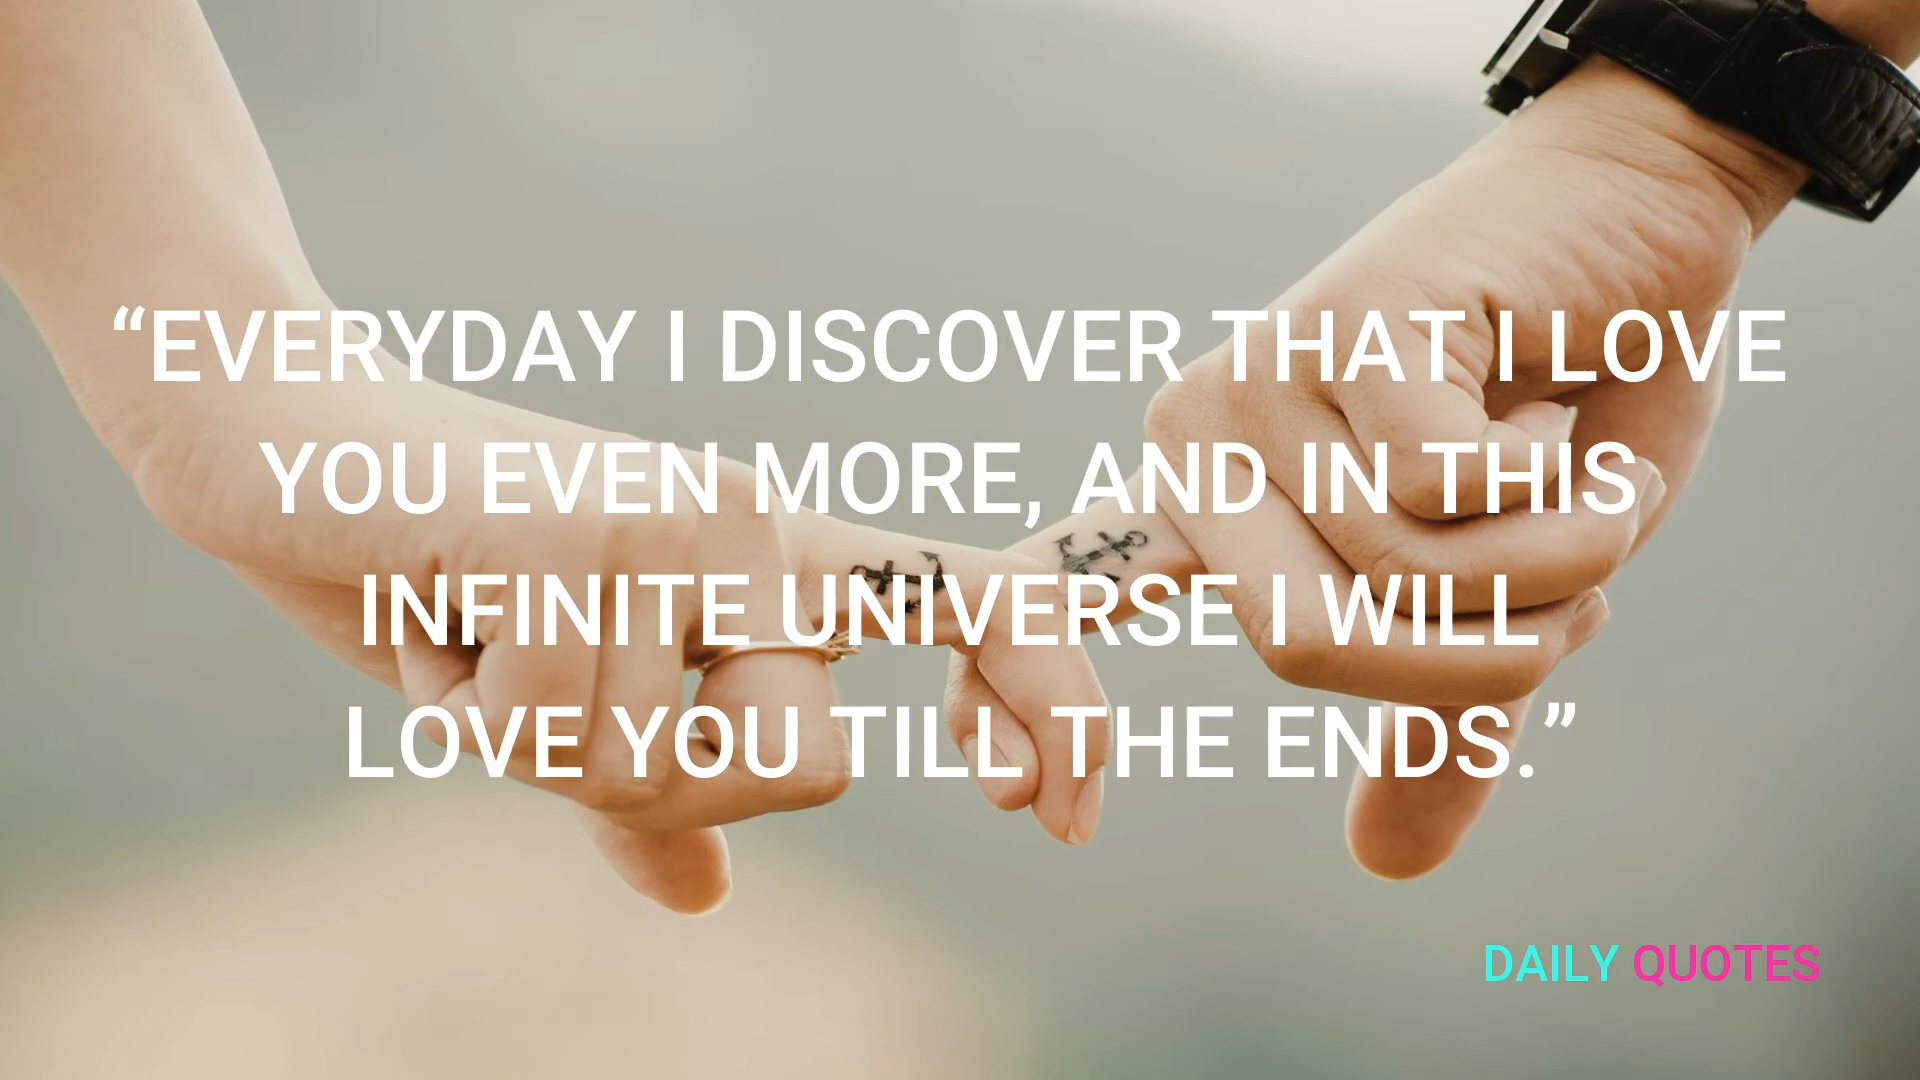 “EVERYDAY I DISCOVER THAT I LOVE
YOU EVEN MORE, AND IN THIS
INFINITE UNIVERSE I WILL
LOVE YOU TILL THE ENDS.”
DAILY QUOTES